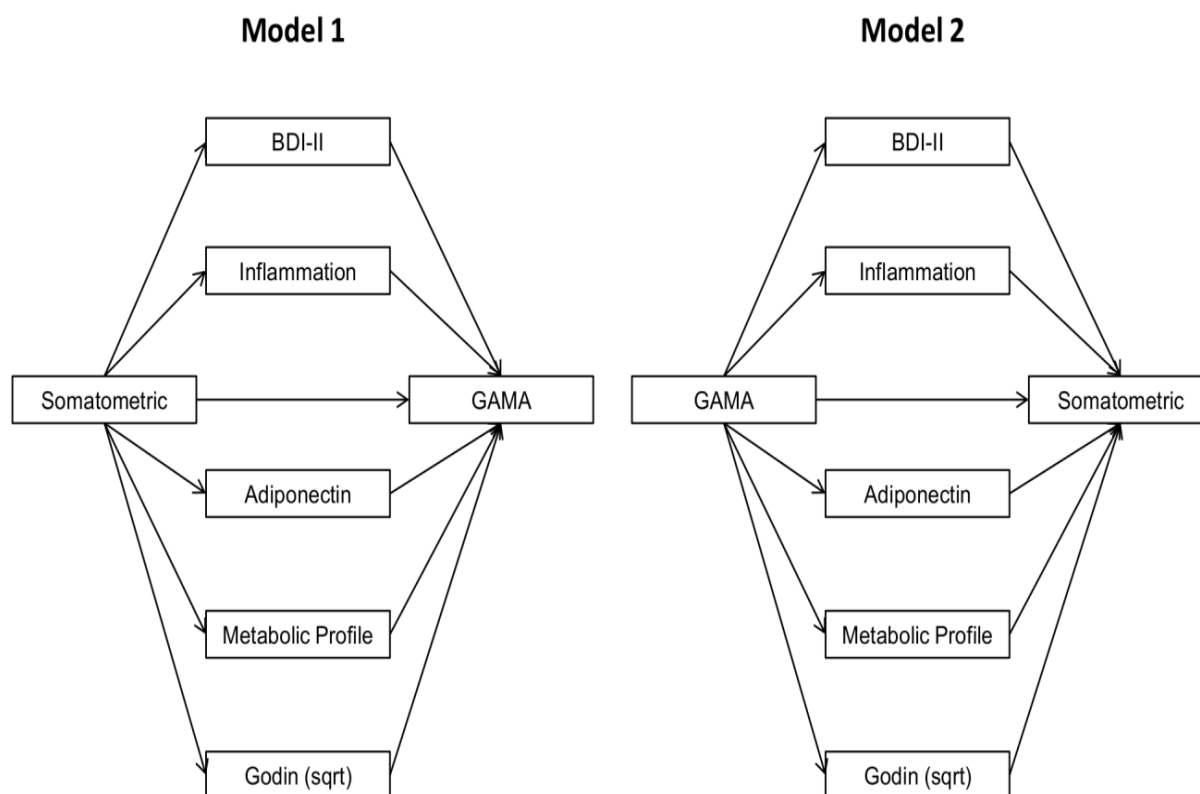 Model 1
BDI-II
Inflammation
Somatometric
GAMA
Adiponectin
Metabolic Profile
Godin (sqrt)
Model 2
BDI-II
Inflammation
GAMA
Somatometric
Adiponectin
Metabolic Profile
Godin (sqrt)